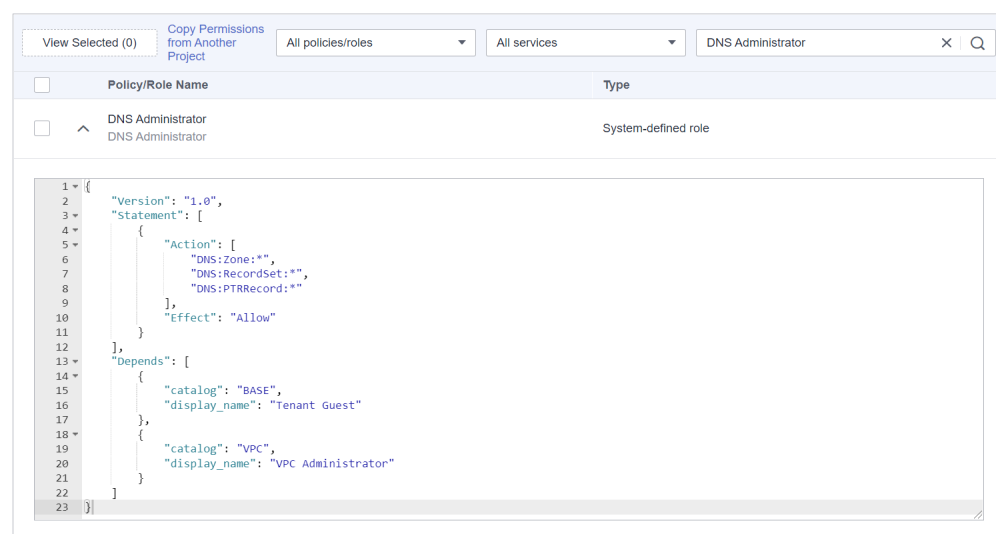 View Selected (0)
Copy Permissions
from Another
Project
All policies/roles
All services
DNS Administrator
Policy/Role Name
Type
DNS Administrator
DNS Administrator
System-defined role
1 {
2 "Version": "1.0",
3 "Statement": [
4 {
5 "Action": [
6 "DNS:Zone:*",
7 "DNS:RecordSet:*",
8 "DNS:PTRRecord:*"
9 ],
10 "Effect": "Allow"
11 }
12 ],
13 "Depends": [
14 {
15 "catalog": "BASE",
16 "display_name": "Tenant Guest"
17 },
18 {
19 "catalog": "VPC",
20 "display_name": "VPC Administrator"
21 }
22 ]
23 }